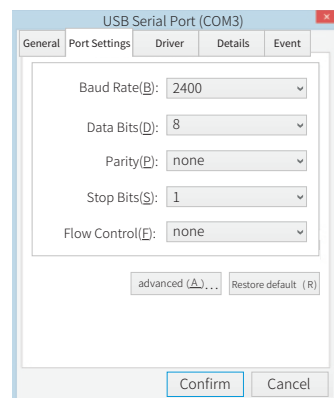 USB Serial Port (COM3)
×
General Port Settings Driver Details Event
Baud Rate(B): 2400
Data Bits(D): 8
Parity(P): none
Stop Bits(S): 1
Flow Control(F): none
advanced (A)... Restore default (R)
Confirm Cancel